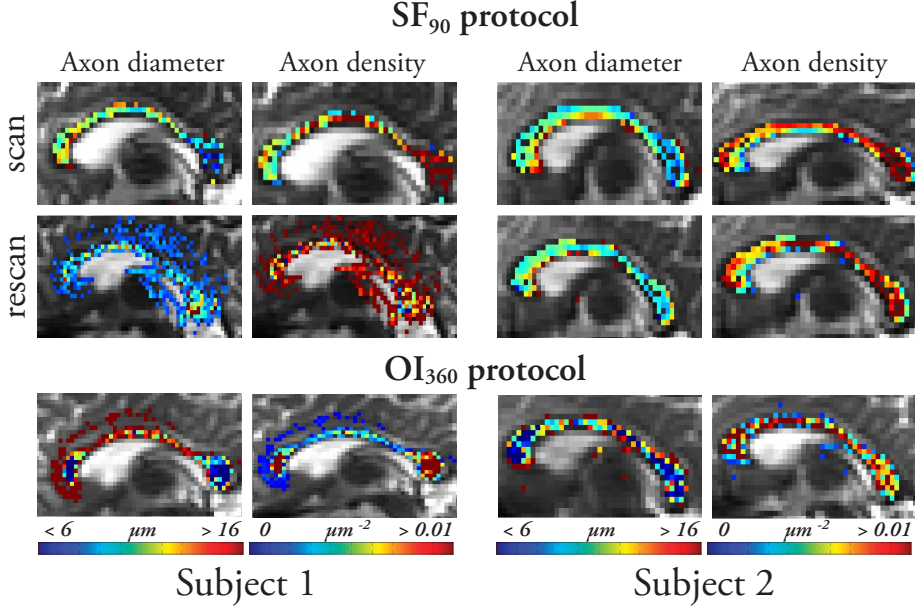 SF90 protocol
Axon diameter Axon density Axon diameter Axon density
scan
rescan
OI360 protocol
< 6 µm > 16 0 µm-2 > 0.01 < 6 µm > 16 0 µm-2 > 0.01
Subject 1 Subject 2